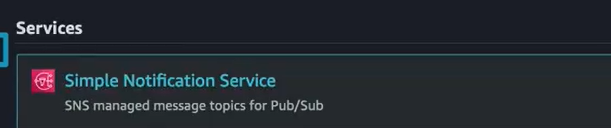 Services
Simple Notification Service
SNS managed message topics for Pub/Sub